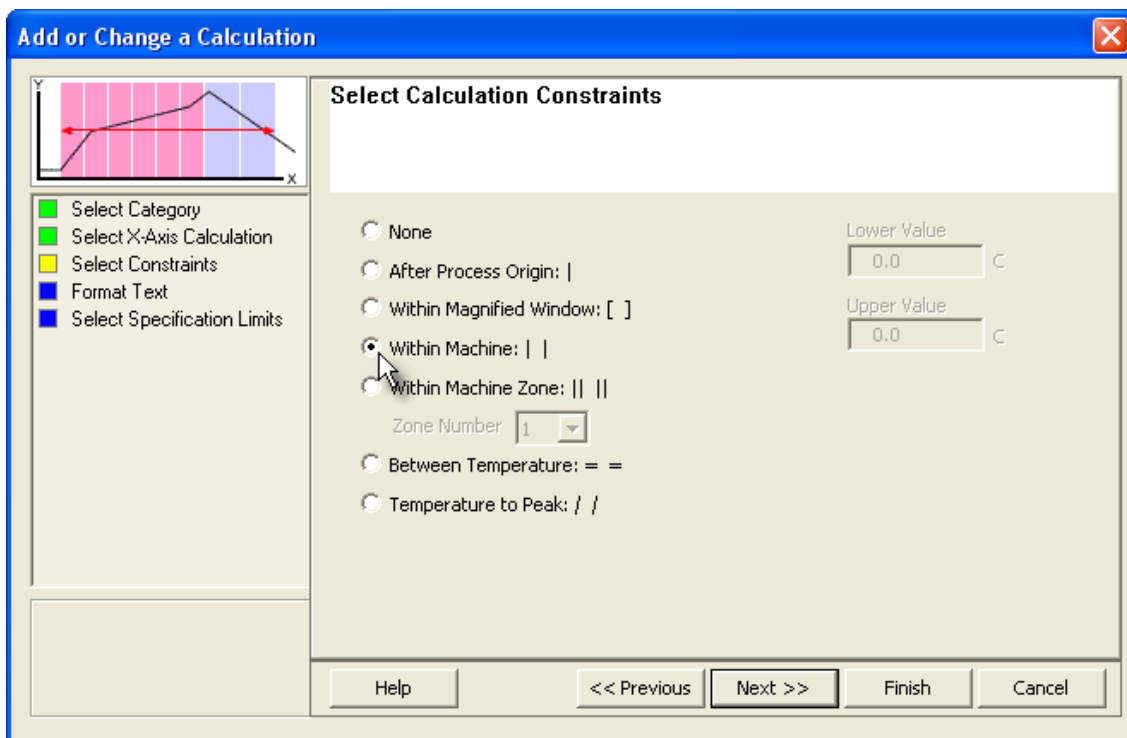 Add or Change a Calculation
Y
X
Select Category
Select X-Axis Calculation
Select Constraints
Format Text
Select Specification Limits
Select Calculation Constraints
None
After Process Origin: |
Within Magnified Window: [ ]
Within Machine: | |
Within Machine Zone: || ||
Zone Number 1
Between Temperature: = =
Temperature to Peak: / /
Lower Value
0.0 C
Upper Value
0.0 C
Help
<< Previous
Next >>
Finish
Cancel